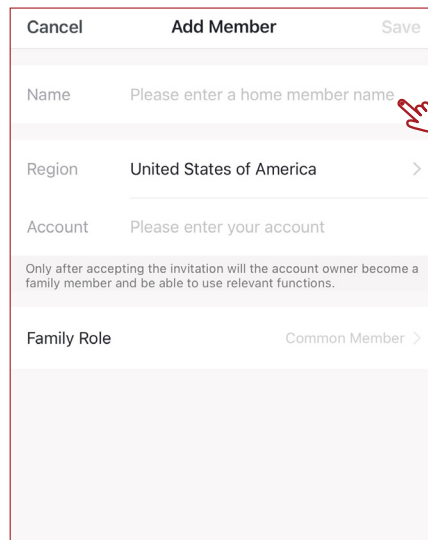 Cancel Add Member Save
Name Please enter a home member name
Region United States of America
Account Please enter your account
Only after accepting the invitation will the account owner become a
family member and be able to use relevant functions.
Family Role Common Member